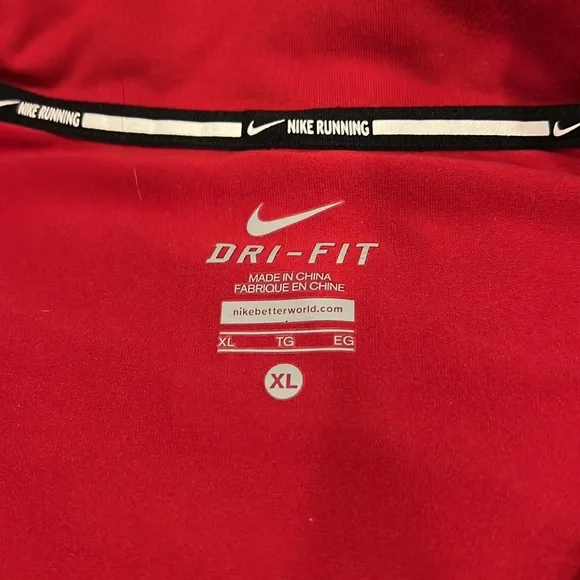 NIKE RUNNING NIKE RUNNING
DRI-FIT
MADE IN CHINA
FABRIQUE EN CHINE
nikebetterworld.com
XL TG EG
XL